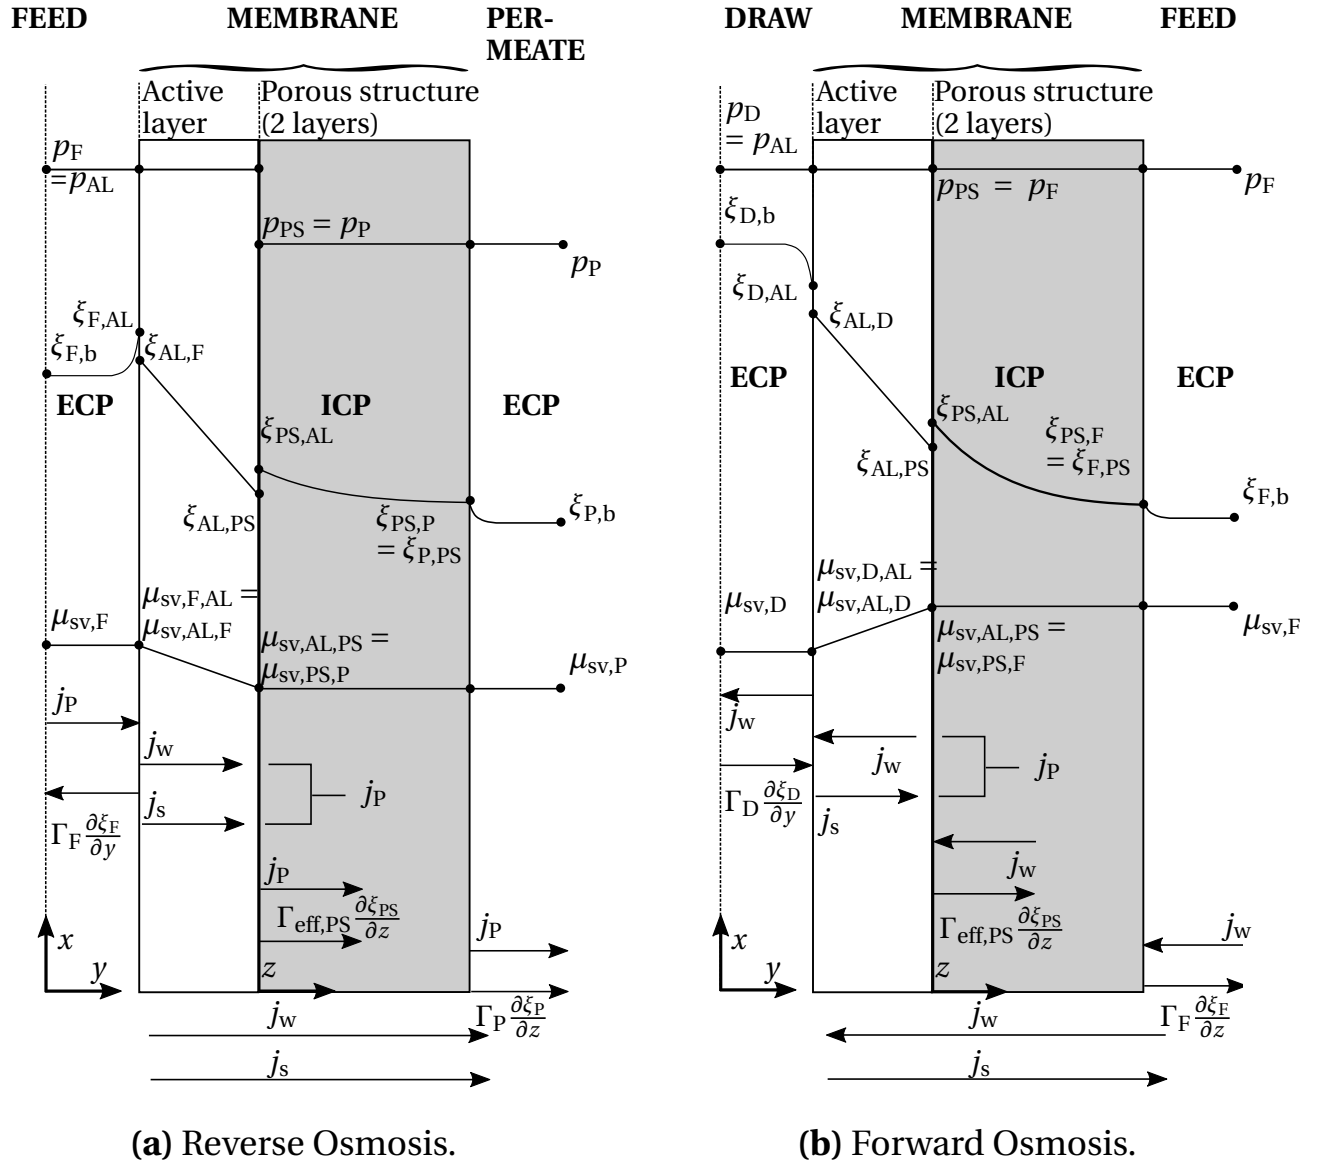 FEED
MEMBRANE
PER-
MEATE
Active
layer
Porous structure
(2 layers)
p_F
=p_AL
p_PS = p_P
p_P
ξ_F,AL
ξ_F,b
ξ_AL,F
ECP
ICP
ECP
ξ_PS,AL
ξ_AL,PS
ξ_PS,P
= ξ_P,PS
ξ_P,b
μ_sv,F
μ_sv,F,AL =
μ_sv,AL,F
μ_sv,AL,PS =
μ_sv,PS,P
μ_sv,P
j_P
j_w
j_s
j_P
Γ_F ∂ξ_F/∂y
j_P
Γ_eff,PS ∂ξ_PS/∂z
j_P
x
y
z
Γ_P ∂ξ_P/∂z
j_w
j_s
(a) Reverse Osmosis.
DRAW
MEMBRANE
FEED
Active
layer
Porous structure
(2 layers)
p_D
= p_AL
p_PS = p_F
p_F
ξ_D,b
ξ_D,AL
ξ_AL,D
ECP
ICP
ECP
ξ_PS,AL
ξ_AL,PS
ξ_PS,F
= ξ_F,PS
ξ_F,b
μ_sv,D
μ_sv,D,AL =
μ_sv,AL,D
μ_sv,AL,PS =
μ_sv,PS,F
μ_sv,F
j_w
j_w
j_P
Γ_D ∂ξ_D/∂y
j_s
j_w
Γ_eff,PS ∂ξ_PS/∂z
j_w
x
y
z
Γ_F ∂ξ_F/∂z
j_w
j_s
(b) Forward Osmosis.